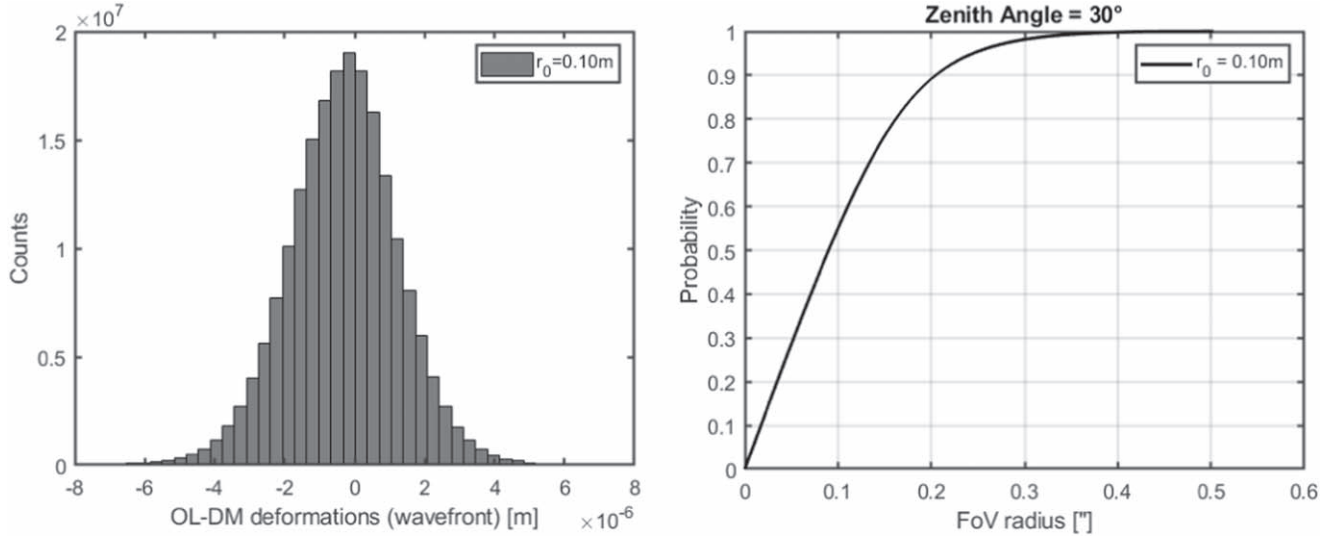 ×10⁷
2
1.5
1
0.5
0
Counts
-8 -6 -4 -2 0 2 4 6 8
OL-DM deformations (wavefront) [m] ×10⁻⁶
r₀=0.10m
Zenith Angle = 30°
1
0.9
0.8
0.7
0.6
0.5
0.4
0.3
0.2
0.1
0
Probability
0 0.1 0.2 0.3 0.4 0.5 0.6
FoV radius ["]
r₀ = 0.10m